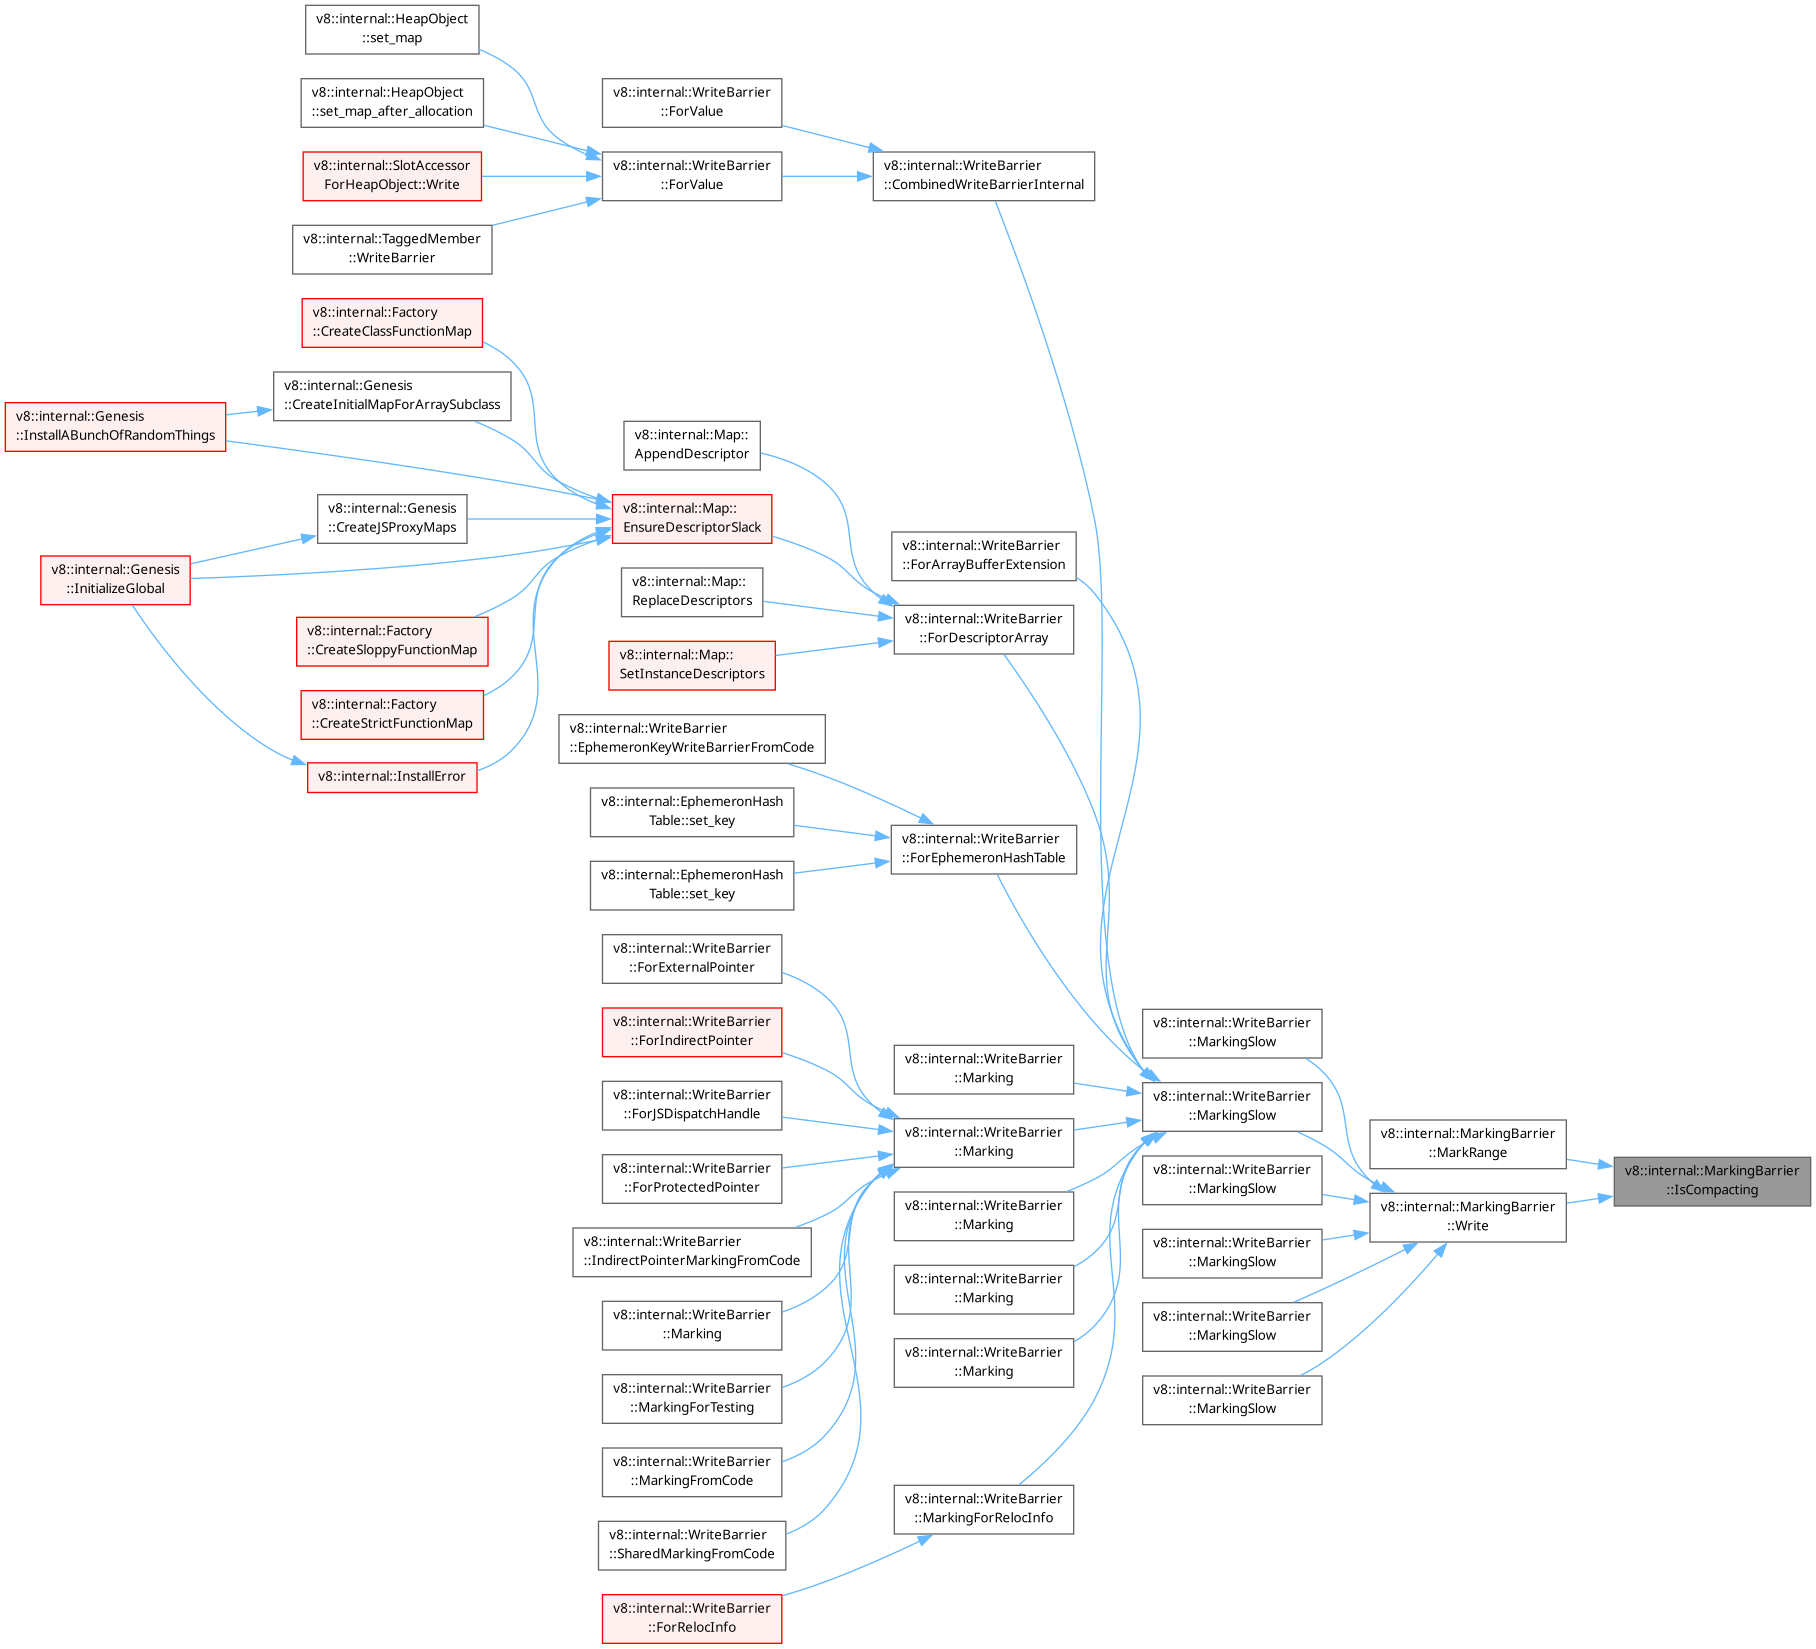 v8::internal::HeapObject
::set_map
v8::internal::HeapObject
::set_map_after_allocation
v8::internal::SlotAccessor
ForHeapObject::Write
v8::internal::TaggedMember
::WriteBarrier
v8::internal::WriteBarrier
::ForValue
v8::internal::WriteBarrier
::ForValue
v8::internal::WriteBarrier
::CombinedWriteBarrierInternal
v8::internal::Factory
::CreateClassFunctionMap
v8::internal::Genesis
::CreateInitialMapForArraySubclass
v8::internal::Genesis
::InstallABunchOfRandomThings
v8::internal::Genesis
::CreateJSProxyMaps
v8::internal::Genesis
::InitializeGlobal
v8::internal::Factory
::CreateSloppyFunctionMap
v8::internal::Factory
::CreateStrictFunctionMap
v8::internal::InstallError
v8::internal::Map::
AppendDescriptor
v8::internal::Map::
EnsureDescriptorSlack
v8::internal::Map::
ReplaceDescriptors
v8::internal::Map::
SetInstanceDescriptors
v8::internal::WriteBarrier
::ForArrayBufferExtension
v8::internal::WriteBarrier
::ForDescriptorArray
v8::internal::WriteBarrier
::EphemeronKeyWriteBarrierFromCode
v8::internal::EphemeronHash
Table::set_key
v8::internal::EphemeronHash
Table::set_key
v8::internal::WriteBarrier
::ForEphemeronHashTable
v8::internal::WriteBarrier
::ForExternalPointer
v8::internal::WriteBarrier
::ForIndirectPointer
v8::internal::WriteBarrier
::ForJSDispatchHandle
v8::internal::WriteBarrier
::ForProtectedPointer
v8::internal::WriteBarrier
::IndirectPointerMarkingFromCode
v8::internal::WriteBarrier
::Marking
v8::internal::WriteBarrier
::MarkingForTesting
v8::internal::WriteBarrier
::MarkingFromCode
v8::internal::WriteBarrier
::SharedMarkingFromCode
v8::internal::WriteBarrier
::ForRelocInfo
v8::internal::WriteBarrier
::Marking
v8::internal::WriteBarrier
::Marking
v8::internal::WriteBarrier
::Marking
v8::internal::WriteBarrier
::Marking
v8::internal::WriteBarrier
::Marking
v8::internal::WriteBarrier
::MarkingForRelocInfo
v8::internal::WriteBarrier
::MarkingSlow
v8::internal::WriteBarrier
::MarkingSlow
v8::internal::WriteBarrier
::MarkingSlow
v8::internal::WriteBarrier
::MarkingSlow
v8::internal::WriteBarrier
::MarkingSlow
v8::internal::WriteBarrier
::MarkingSlow
v8::internal::MarkingBarrier
::MarkRange
v8::internal::MarkingBarrier
::Write
v8::internal::MarkingBarrier
::IsCompacting